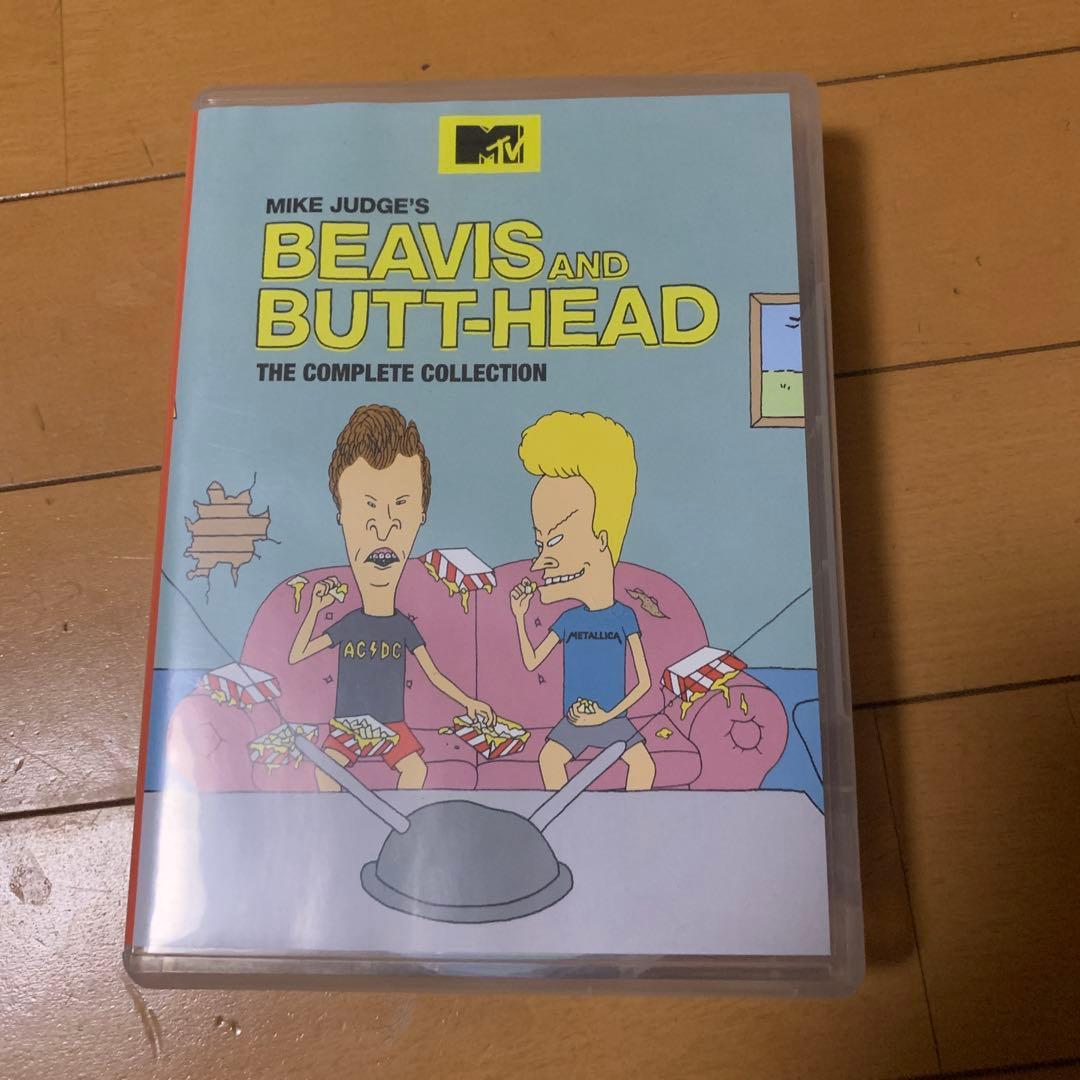 MTV
MIKE JUDGE'S
BEAVIS AND
BUTT-HEAD
THE COMPLETE COLLECTION
AC⚡DC
METALLICA